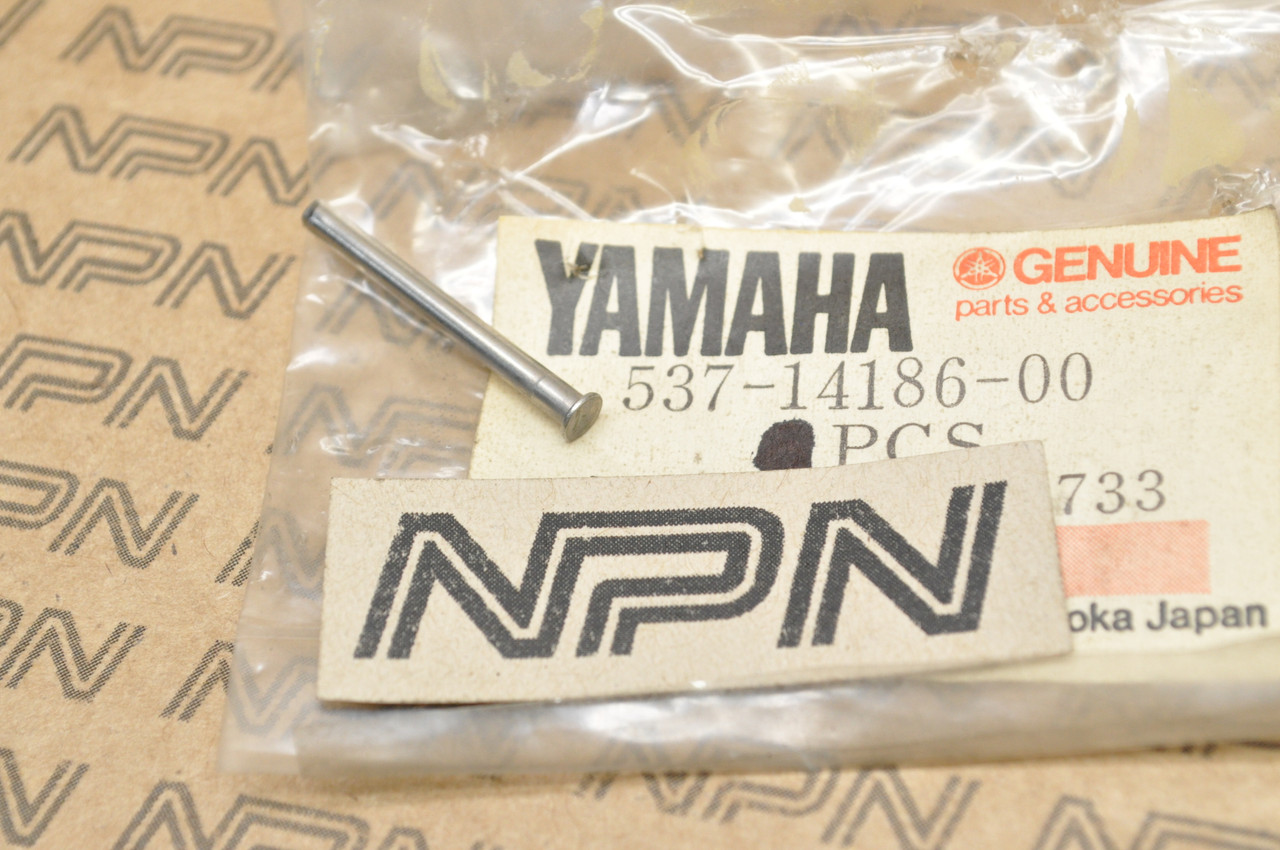 YAMAHA
GENUINE
parts & accessories
537-14186-00
PCS
733
NPN
oka Japan